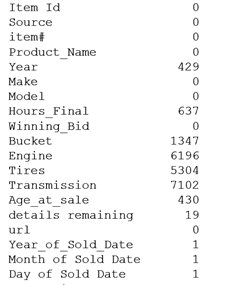 Item Id 0
Source 0
item# 0
Product_Name 0
Year 429
Make 0
Model 0
Hours_Final 637
Winning_Bid 0
Bucket 1347
Engine 6196
Tires 5304
Transmission 7102
Age_at_sale 430
details remaining 19
url 0
Year_of_Sold_Date 1
Month of Sold Date 1
Day of Sold Date 1